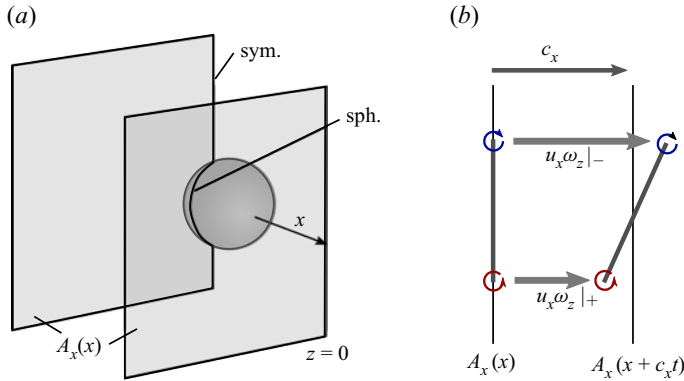 (a)
(b)
sym.
sph.
x
A_x(x)
z = 0
c_x
u_xω_z|_−
u_xω_z|_+
A_x(x)
A_x(x + c_xt)